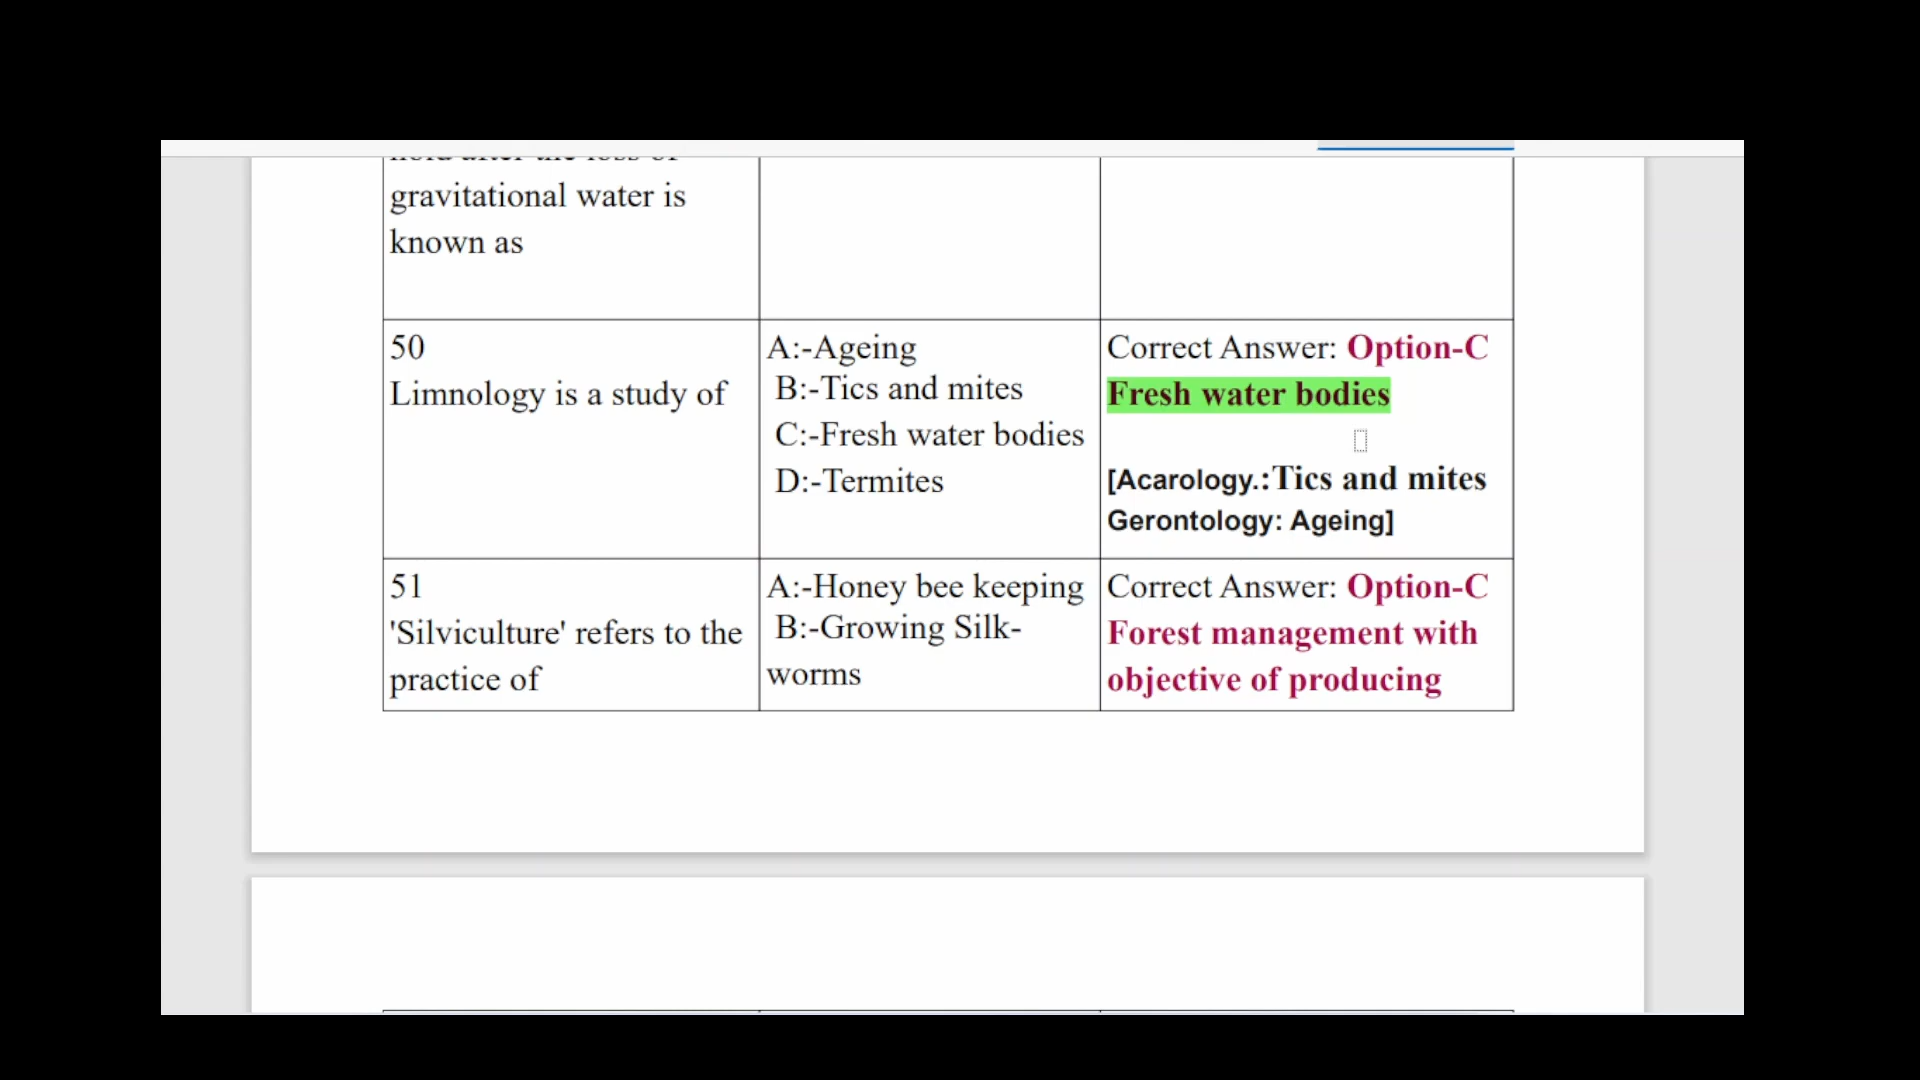 gravitational water is
known as
50
Limnology is a study of
A:-Ageing
B:-Tics and mites
C:-Fresh water bodies
D:-Termites
Correct Answer: Option-C
Fresh water bodies
[Acarology.:Tics and mites
Gerontology: Ageing]
51
'Silviculture' refers to the
practice of
A:-Honey bee keeping
B:-Growing Silk-
worms
Correct Answer: Option-C
Forest management with
objective of producing